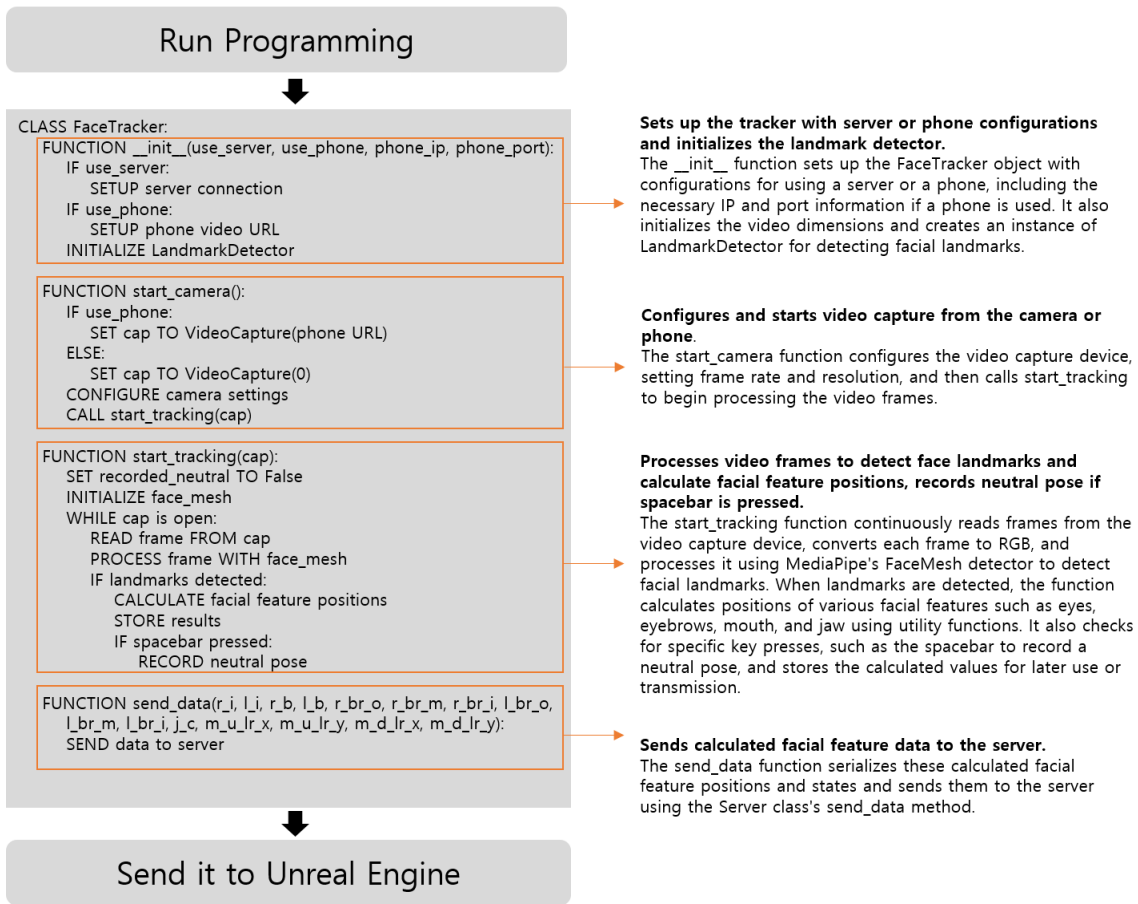 Run Programming
CLASS FaceTracker:
FUNCTION __init__(use_server, use_phone, phone_ip, phone_port):
IF use_server:
SETUP server connection
IF use_phone:
SETUP phone video URL
INITIALIZE LandmarkDetector
Sets up the tracker with server or phone configurations
and initializes the landmark detector.
The __init__ function sets up the FaceTracker object with
configurations for using a server or a phone, including the
necessary IP and port information if a phone is used. It also
initializes the video dimensions and creates an instance of
LandmarkDetector for detecting facial landmarks.
FUNCTION start_camera():
IF use_phone:
SET cap TO VideoCapture(phone URL)
ELSE:
SET cap TO VideoCapture(0)
CONFIGURE camera settings
CALL start_tracking(cap)
Configures and starts video capture from the camera or
phone.
The start_camera function configures the video capture device,
setting frame rate and resolution, and then calls start_tracking
to begin processing the video frames.
FUNCTION start_tracking(cap):
SET recorded_neutral TO False
INITIALIZE face_mesh
WHILE cap is open:
READ frame FROM cap
PROCESS frame WITH face_mesh
IF landmarks detected:
CALCULATE facial feature positions
STORE results
IF spacebar pressed:
RECORD neutral pose
Processes video frames to detect face landmarks and
calculate facial feature positions, records neutral pose if
spacebar is pressed.
The start_tracking function continuously reads frames from the
video capture device, converts each frame to RGB, and
processes it using MediaPipe's FaceMesh detector to detect
facial landmarks. When landmarks are detected, the function
calculates positions of various facial features such as eyes,
eyebrows, mouth, and jaw using utility functions. It also checks
for specific key presses, such as the spacebar to record a
neutral pose, and stores the calculated values for later use or
transmission.
FUNCTION send_data(r_i, l_i, r_b, l_b, r_br_o, r_br_m, r_br_i, l_br_o,
l_br_m, l_br_i, j_c, m_u_lr_x, m_u_lr_y, m_d_lr_x, m_d_lr_y):
SEND data to server
Sends calculated facial feature data to the server.
The send_data function serializes these calculated facial
feature positions and states and sends them to the server
using the Server class's send_data method.
Send it to Unreal Engine